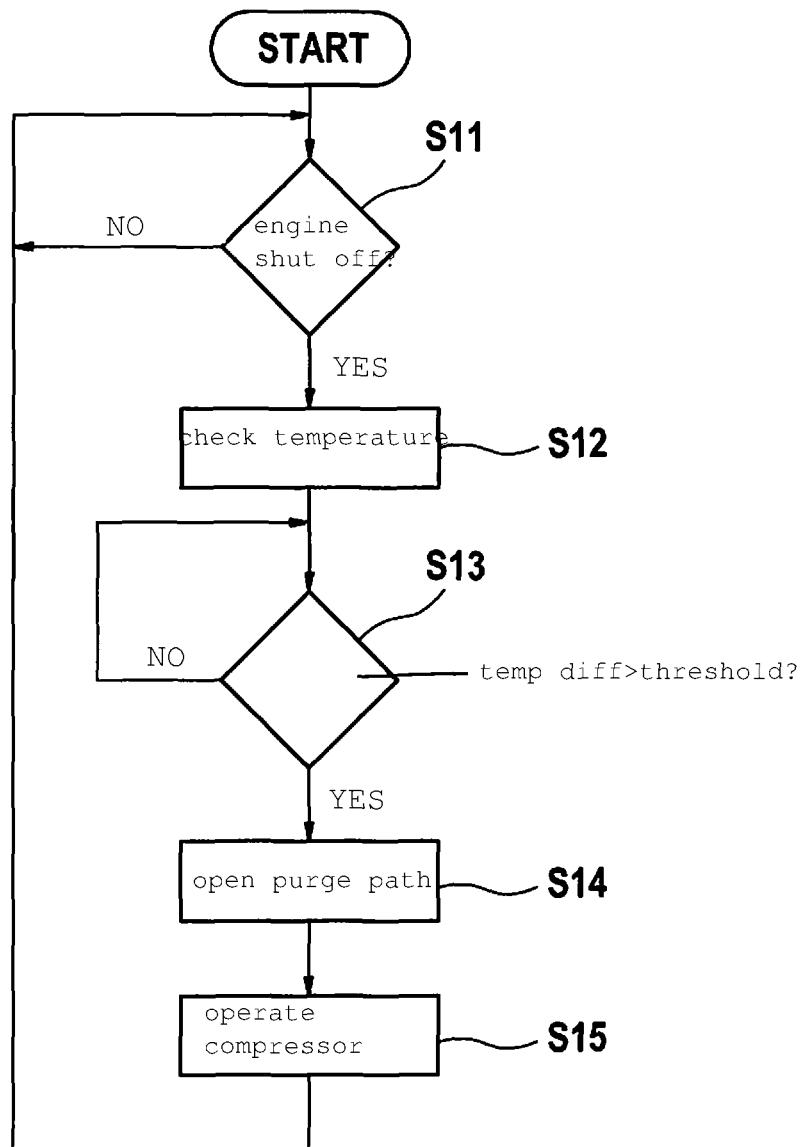 START
S11
NO
engine
shut off?
YES
check temperature
S12
S13
NO
temp diff>threshold?
YES
open purge path
S14
operate
compressor
S15